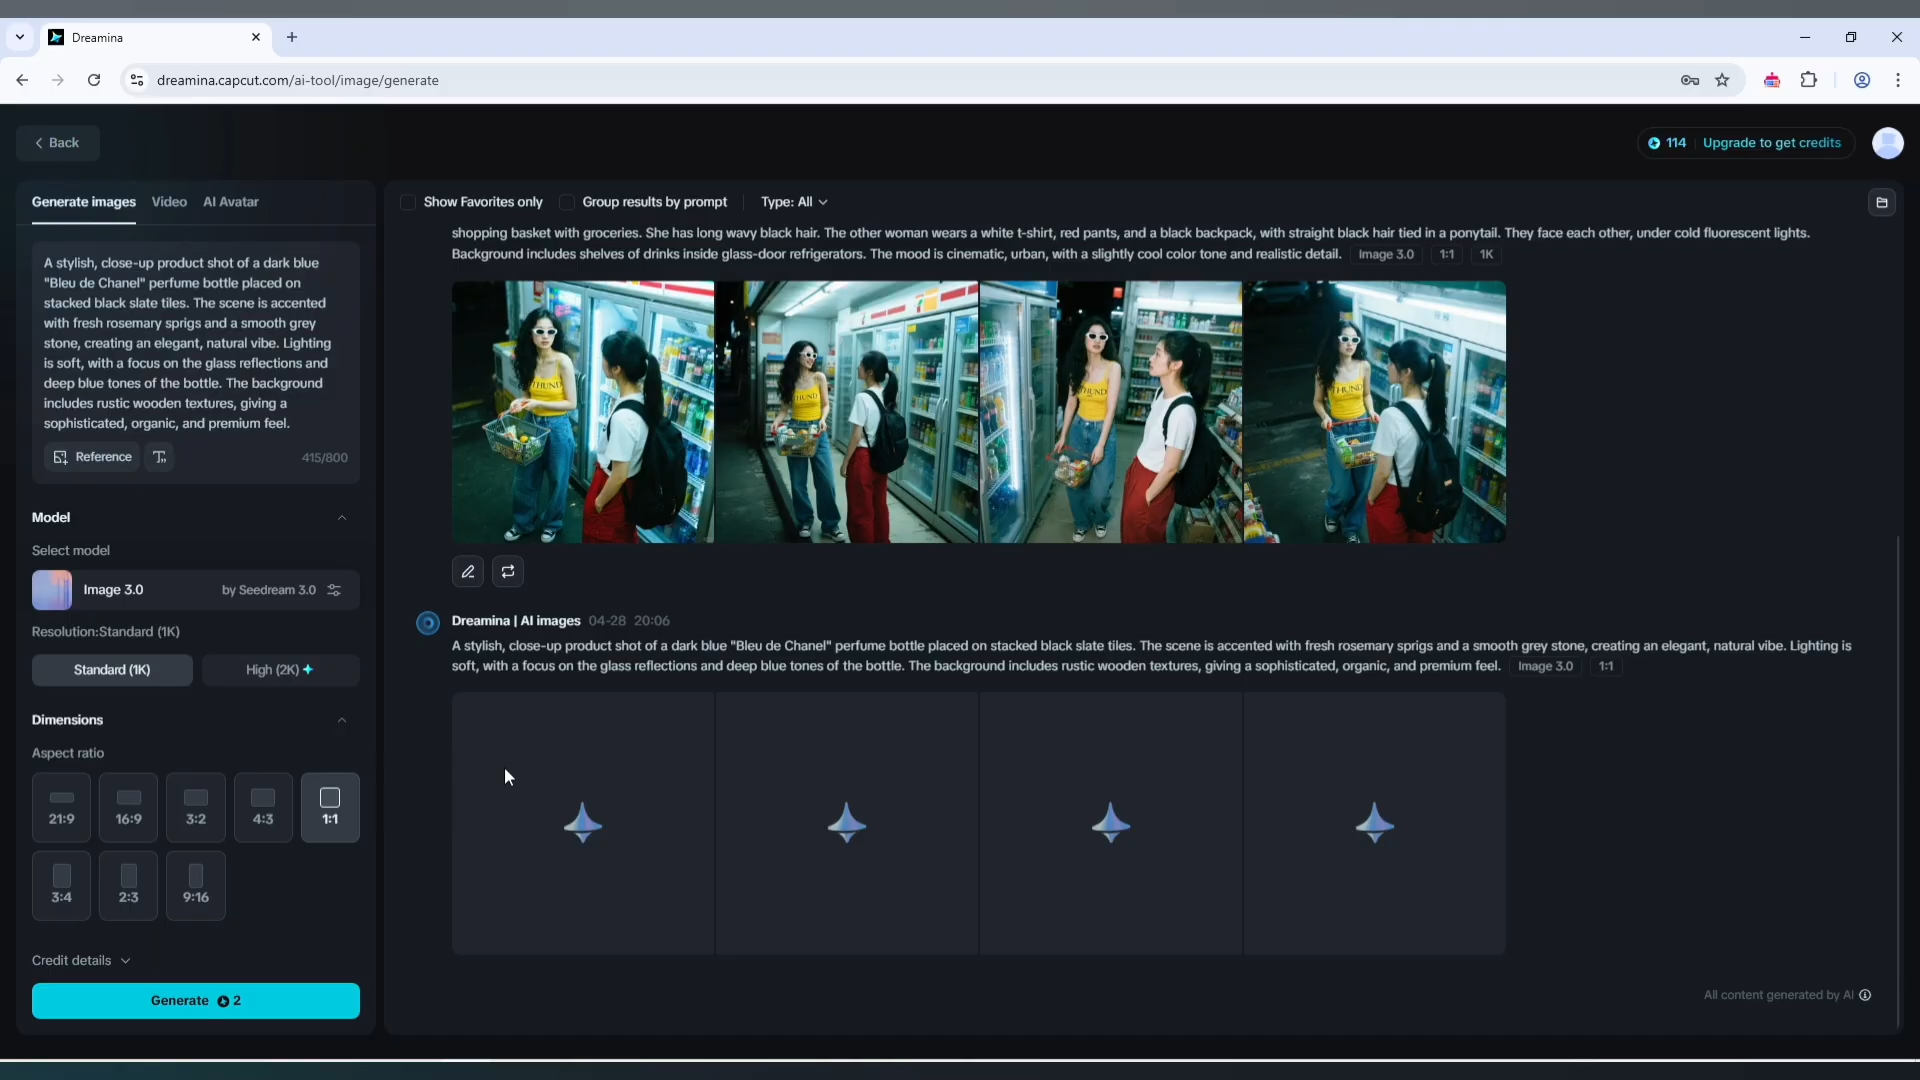 Dreamina
dreamina.capcut.com/ai-tool/image/generate
Back
114 Upgrade to get credits
Generate images Video AI Avatar
Show Favorites only Group results by prompt Type: All
A stylish, close-up product shot of a dark blue
"Bleu de Chanel" perfume bottle placed on
stacked black slate tiles. The scene is accented
with fresh rosemary sprigs and a smooth grey
stone, creating an elegant, natural vibe. Lighting
is soft, with a focus on the glass reflections and
deep blue tones of the bottle. The background
includes rustic wooden textures, giving a
sophisticated, organic, and premium feel.
Reference 415/800
Model
Select model
Image 3.0 by Seedream 3.0
Resolution:Standard (1K)
Standard (1K) High (2K)
Dimensions
Aspect ratio
21:9 16:9 3:2 4:3 1:1
3:4 2:3 9:16
Credit details
Generate 2
shopping basket with groceries. She has long wavy black hair. The other woman wears a white t-shirt, red pants, and a black backpack, with straight black hair tied in a ponytail. They face each other, under cold fluorescent lights.
Background includes shelves of drinks inside glass-door refrigerators. The mood is cinematic, urban, with a slightly cool color tone and realistic detail. Image 3.0 1:1 1K
THUND
THUND
THUND
THUND
Dreamina | AI images 04-28 20:06
A stylish, close-up product shot of a dark blue "Bleu de Chanel" perfume bottle placed on stacked black slate tiles. The scene is accented with fresh rosemary sprigs and a smooth grey stone, creating an elegant, natural vibe. Lighting is
soft, with a focus on the glass reflections and deep blue tones of the bottle. The background includes rustic wooden textures, giving a sophisticated, organic, and premium feel. Image 3.0 1:1
All content generated by AI